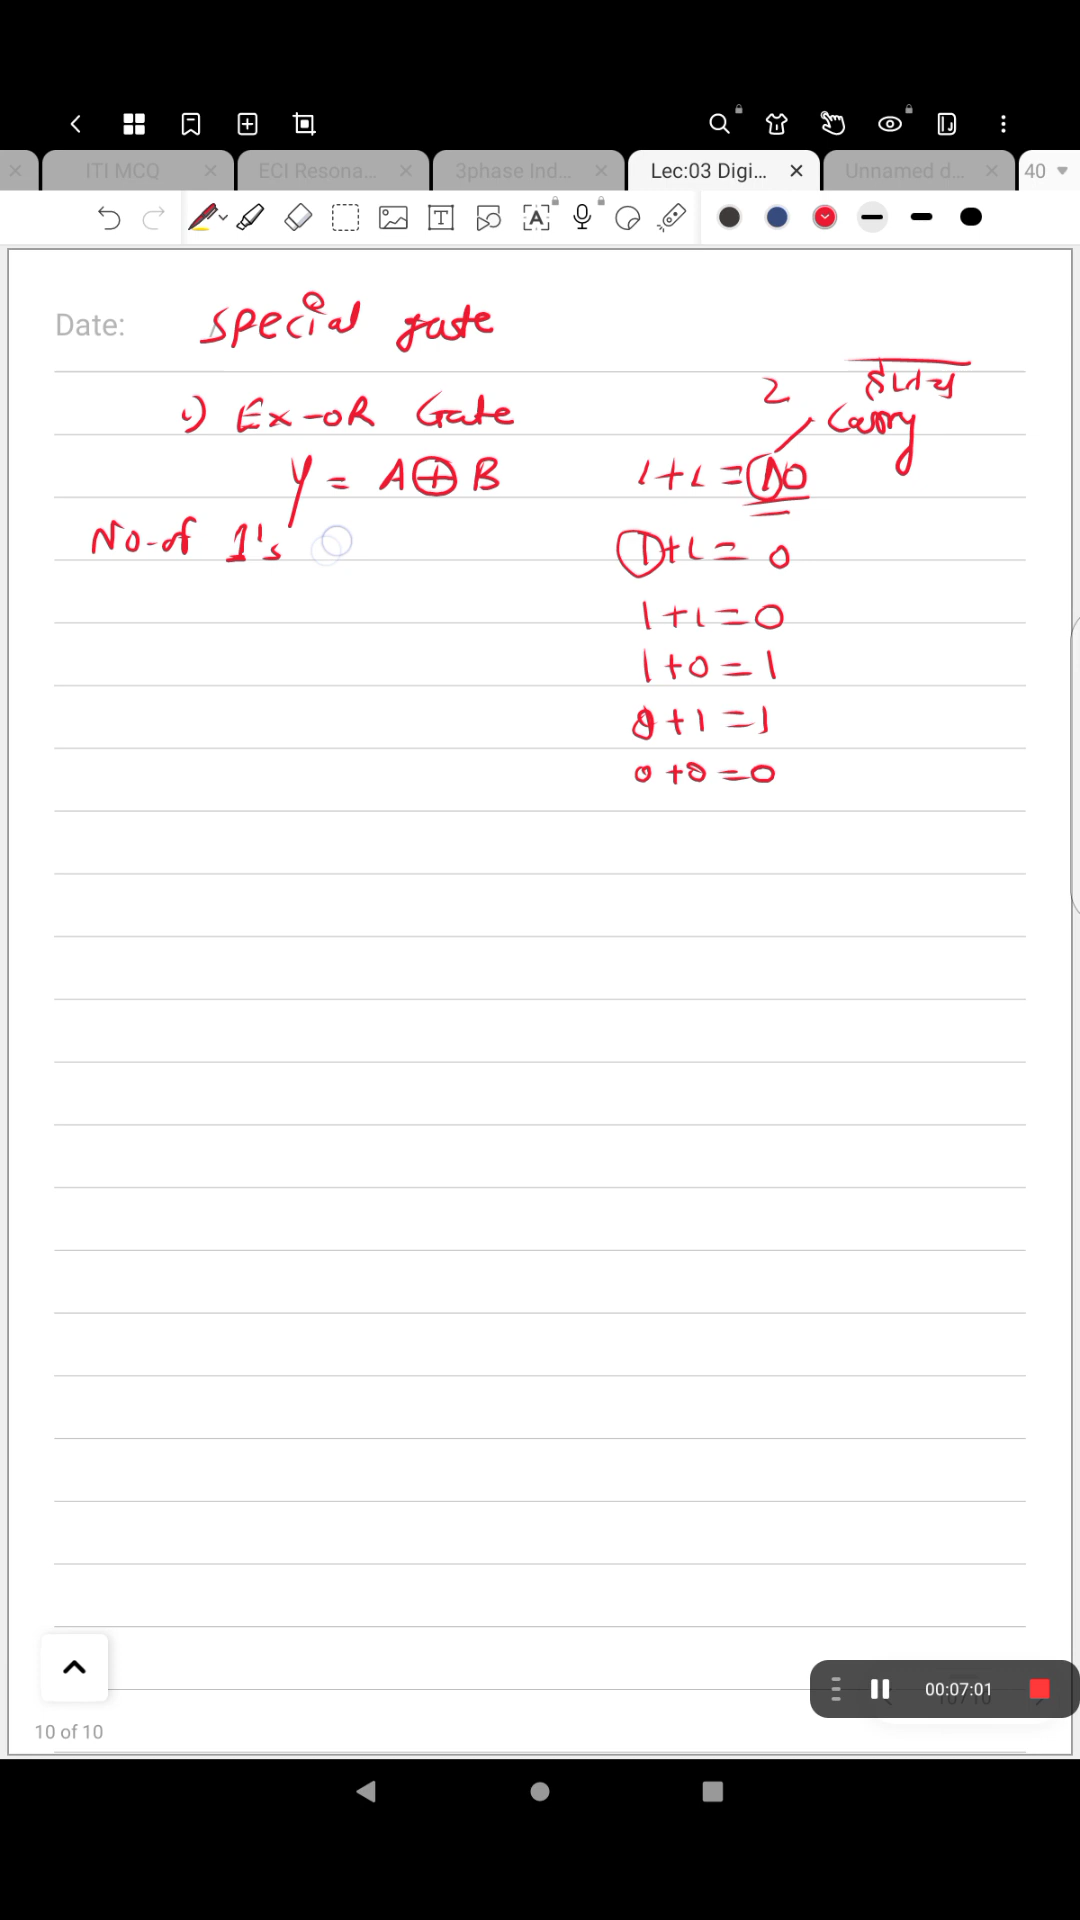 ITI MCQ
ECI Resona...
3phase Ind...
Lec:03 Digi...
Unnamed d...
40
Date: special gate
2 हासिल
Carry
i) Ex-OR Gate
Y = A⊕B
1+1=10
No. of 1's
1+1=0
1+1=0
1+0=1
0+1=1
0+0=0
00:07:01
10 of 10